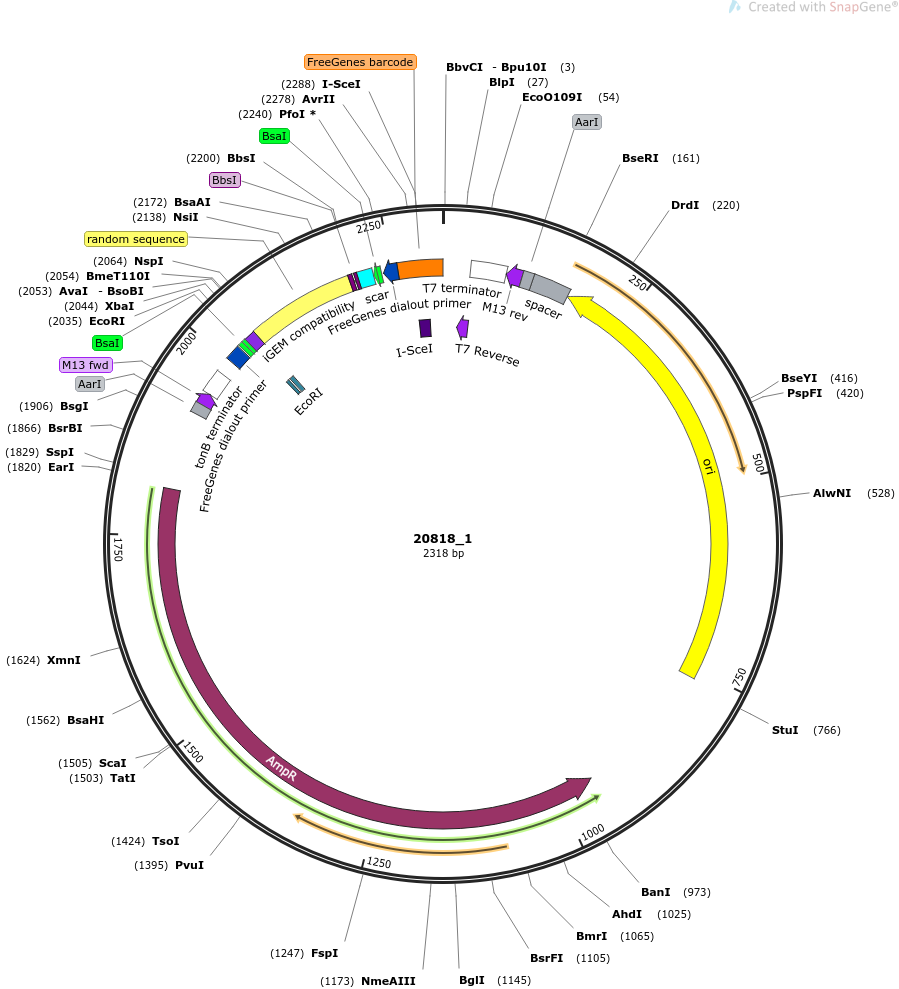 Created with SnapGene®
FreeGenes barcode
BbvCI - Bpu10I (3)
(2288) I-SceI
BlpI (27)
(2278) AvrII
EcoO109I (54)
(2240) PfoI *
AarI
BsaI
(2200) BbsI
BseRI (161)
BbsI
(2172) BsaAI
DrdI (220)
(2138) NsiI
2250
random sequence
(2064) NspI
(2054) BmeT110I
250
(2053) AvaI - BsoBI
(2044) XbaI
(2035) EcoRI
T7 terminator
scar
FreeGenes dialout primer
M13 rev
spacer
iGEM compatibility
2000
BsaI
I-SceI
T7 Reverse
M13 fwd
AarI
EcoRI
BseYI (416)
PspFI (420)
(1906) BsgI
(1866) BsrBI
tonB terminator
FreeGenes dialout primer
(1829) SspI
(1820) EarI
ori
500
AlwNI (528)
20818_1
2318 bp
1750
(1624) XmnI
750
(1562) BsaHI
StuI (766)
(1505) ScaI
1500
(1503) TatI
AmpR
(1424) TsoI
1000
(1395) PvuI
1250
BanI (973)
AhdI (1025)
BmrI (1065)
(1247) FspI
BsrFI (1105)
(1173) NmeAIII
BglI (1145)